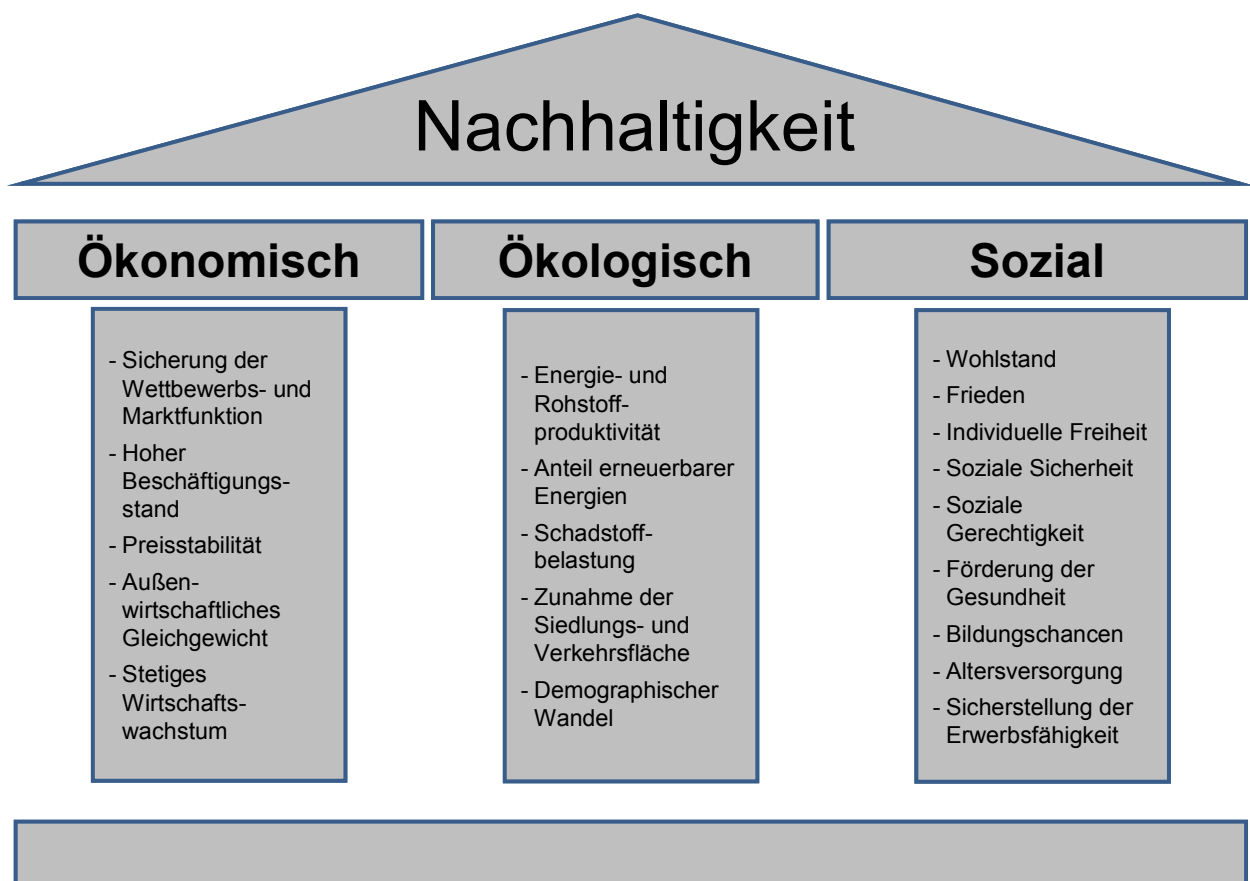 Nachhaltigkeit
Ökonomisch
- Sicherung der
Wettbewerbs- und
Marktfunktion
- Hoher
Beschäftigungs-
stand
- Preisstabilität
- Außen-
wirtschaftliches
Gleichgewicht
- Stetiges
Wirtschafts-
wachstum
Ökologisch
- Energie- und
Rohstoff-
produktivität
- Anteil erneuerbarer
Energien
- Schadstoff-
belastung
- Zunahme der
Siedlungs- und
Verkehrsfläche
- Demographischer
Wandel
Sozial
- Wohlstand
- Frieden
- Individuelle Freiheit
- Soziale Sicherheit
- Soziale
Gerechtigkeit
- Förderung der
Gesundheit
- Bildungschancen
- Altersversorgung
- Sicherstellung der
Erwerbsfähigkeit